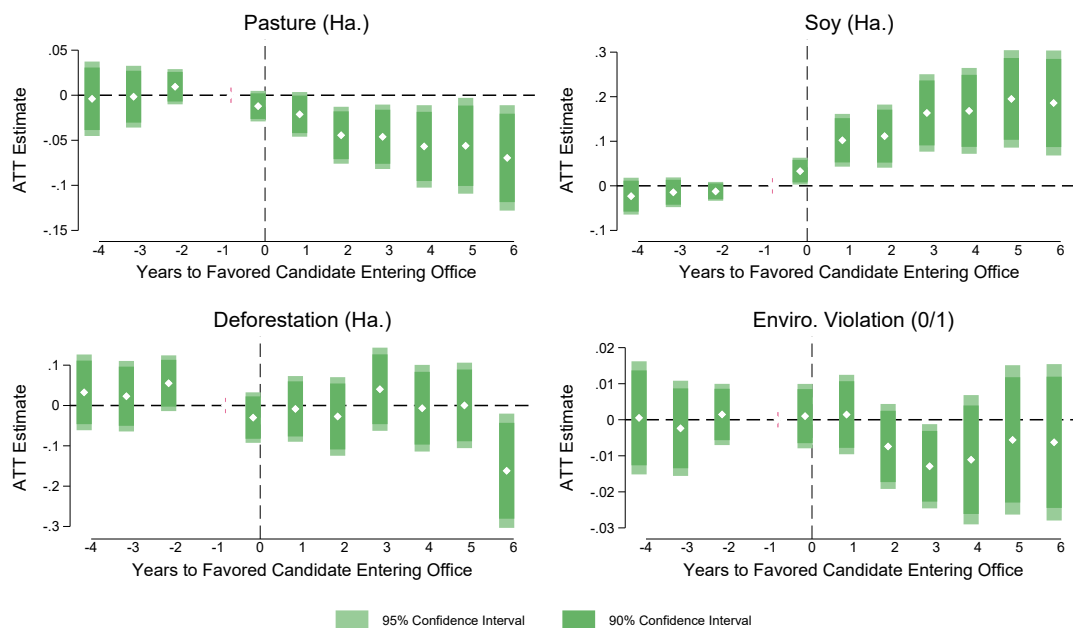 Pasture (Ha.)
.05
0
-.05
-.1
-.15
ATT Estimate
-4 -3 -2 -1 0 1 2 3 4 5 6
Years to Favored Candidate Entering Office
Soy (Ha.)
.3
.2
.1
0
-.1
ATT Estimate
-4 -3 -2 -1 0 1 2 3 4 5 6
Years to Favored Candidate Entering Office
Deforestation (Ha.)
.1
0
-.1
-.2
-.3
ATT Estimate
-4 -3 -2 -1 0 1 2 3 4 5 6
Years to Favored Candidate Entering Office
Enviro. Violation (0/1)
.02
.01
0
-.01
-.02
-.03
ATT Estimate
-4 -3 -2 -1 0 1 2 3 4 5 6
Years to Favored Candidate Entering Office
95% Confidence Interval
90% Confidence Interval